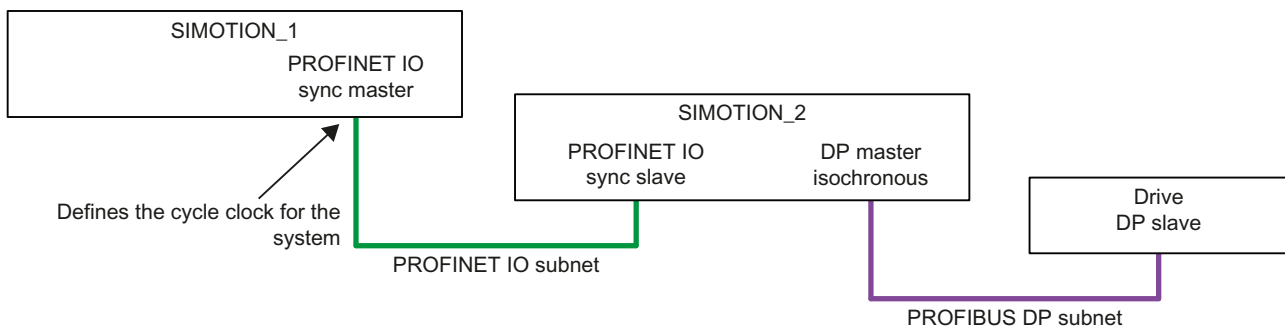 SIMOTION_1
PROFINET IO
sync master
SIMOTION_2
PROFINET IO
sync slave
DP master
isochronous
Drive
DP slave
Defines the cycle clock for the
system
PROFINET IO subnet
PROFIBUS DP subnet